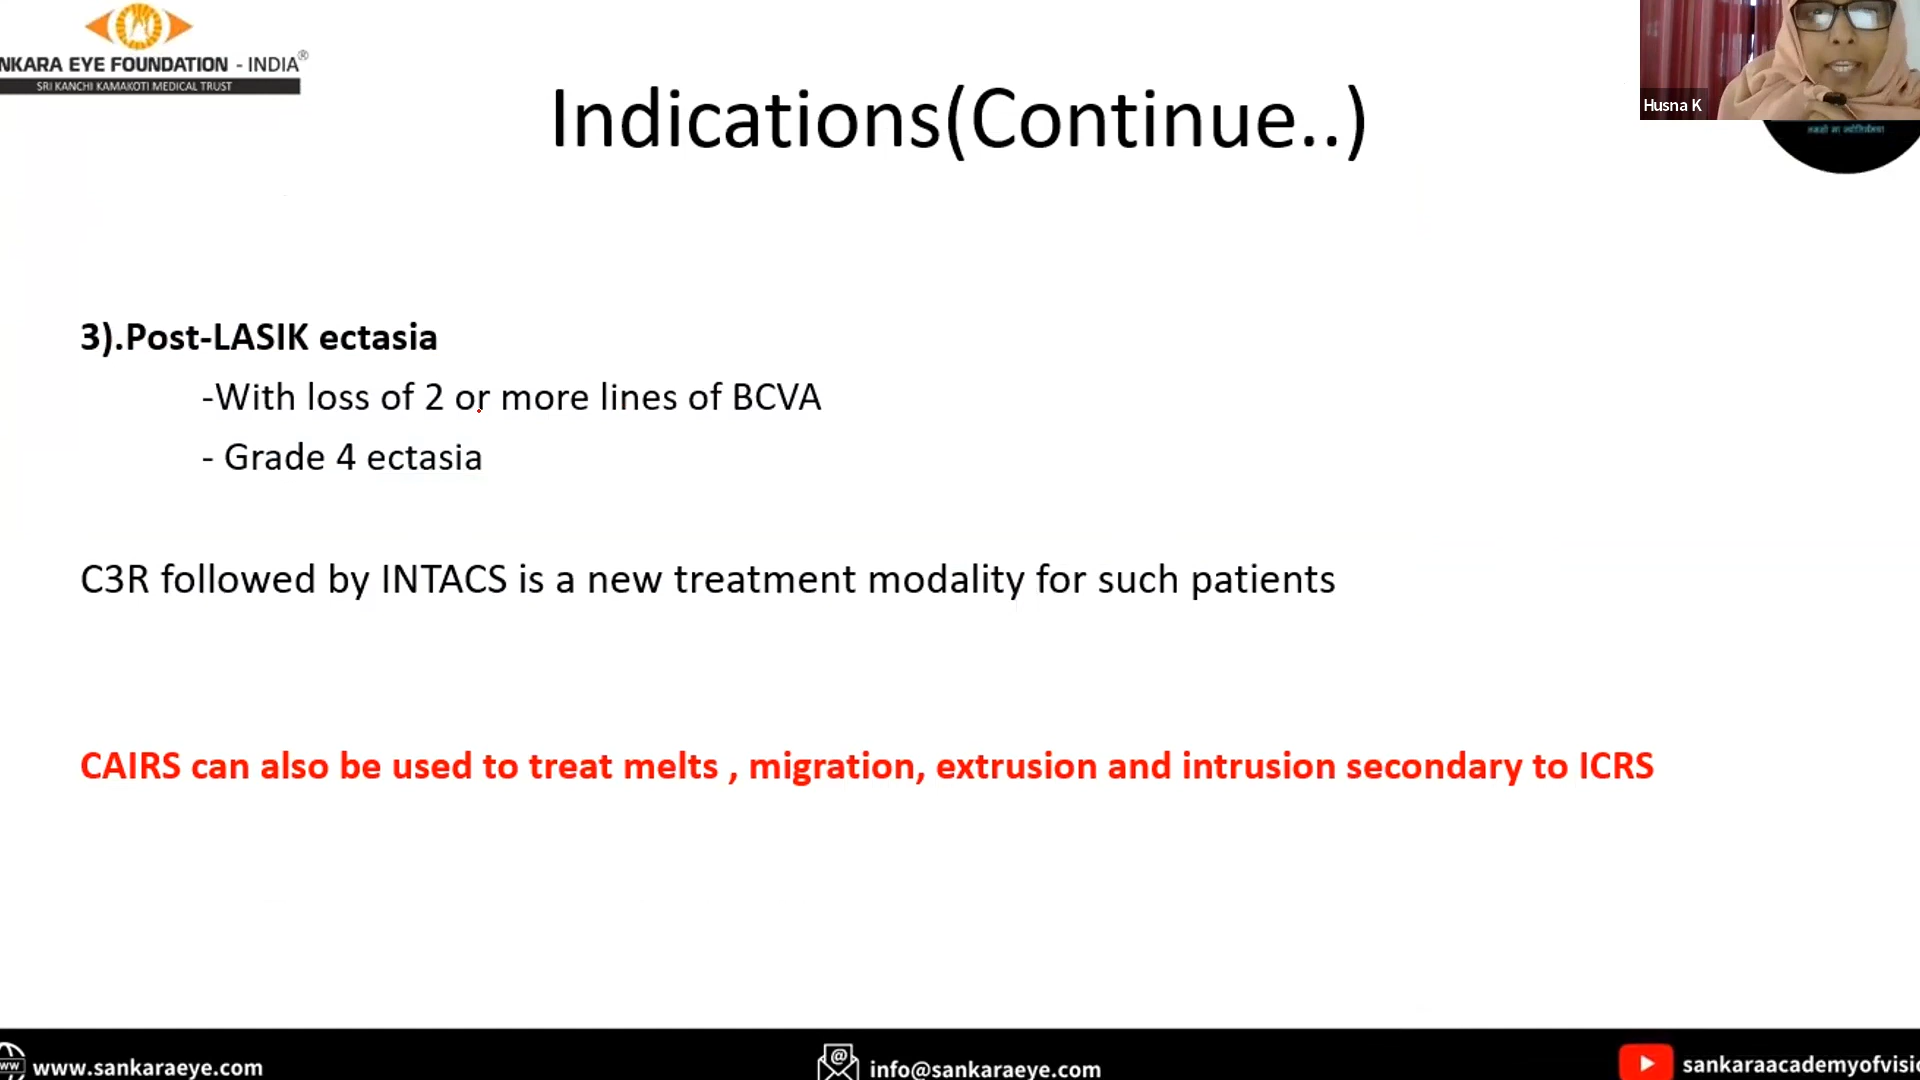 NKARA EYE FOUNDATION - INDIA®
SRI KANCHI KAMAKOTI MEDICAL TRUST
Husna K
Indications(Continue..)
3).Post-LASIK ectasia
-With loss of 2 or more lines of BCVA
- Grade 4 ectasia
C3R followed by INTACS is a new treatment modality for such patients
CAIRS can also be used to treat melts , migration, extrusion and intrusion secondary to ICRS
www.sankaraeye.com
info@sankaraeye.com
sankaraacademyofvisi